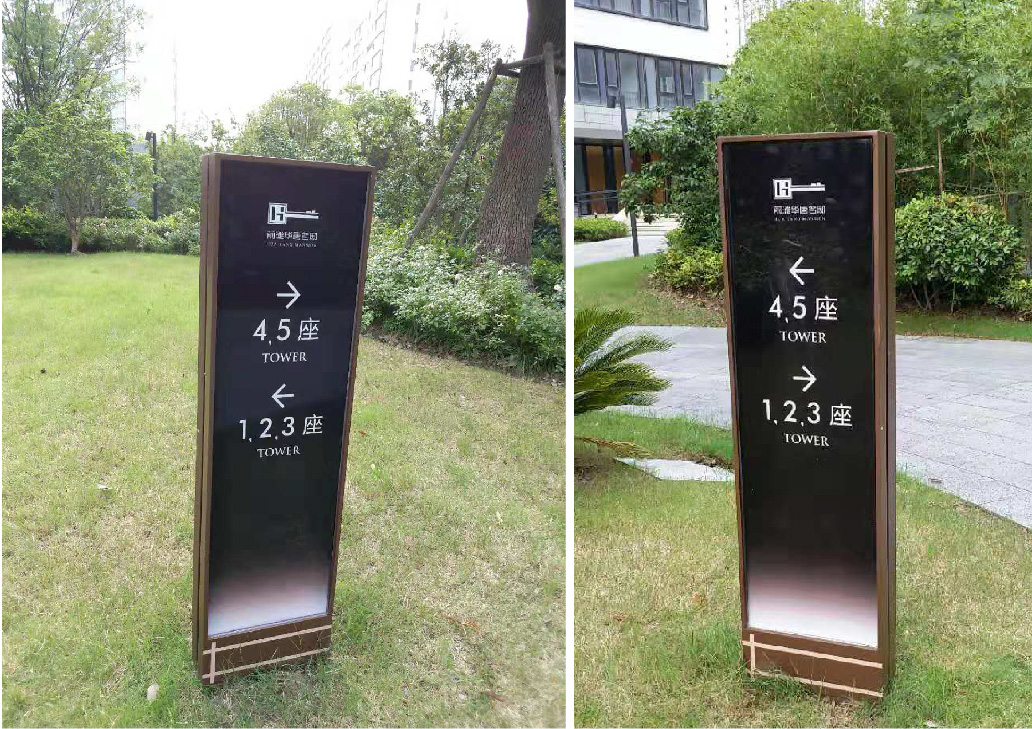 →
4,5座
TOWER
←
1,2,3座
TOWER
←
4,5座
TOWER
→
1,2,3座
TOWER